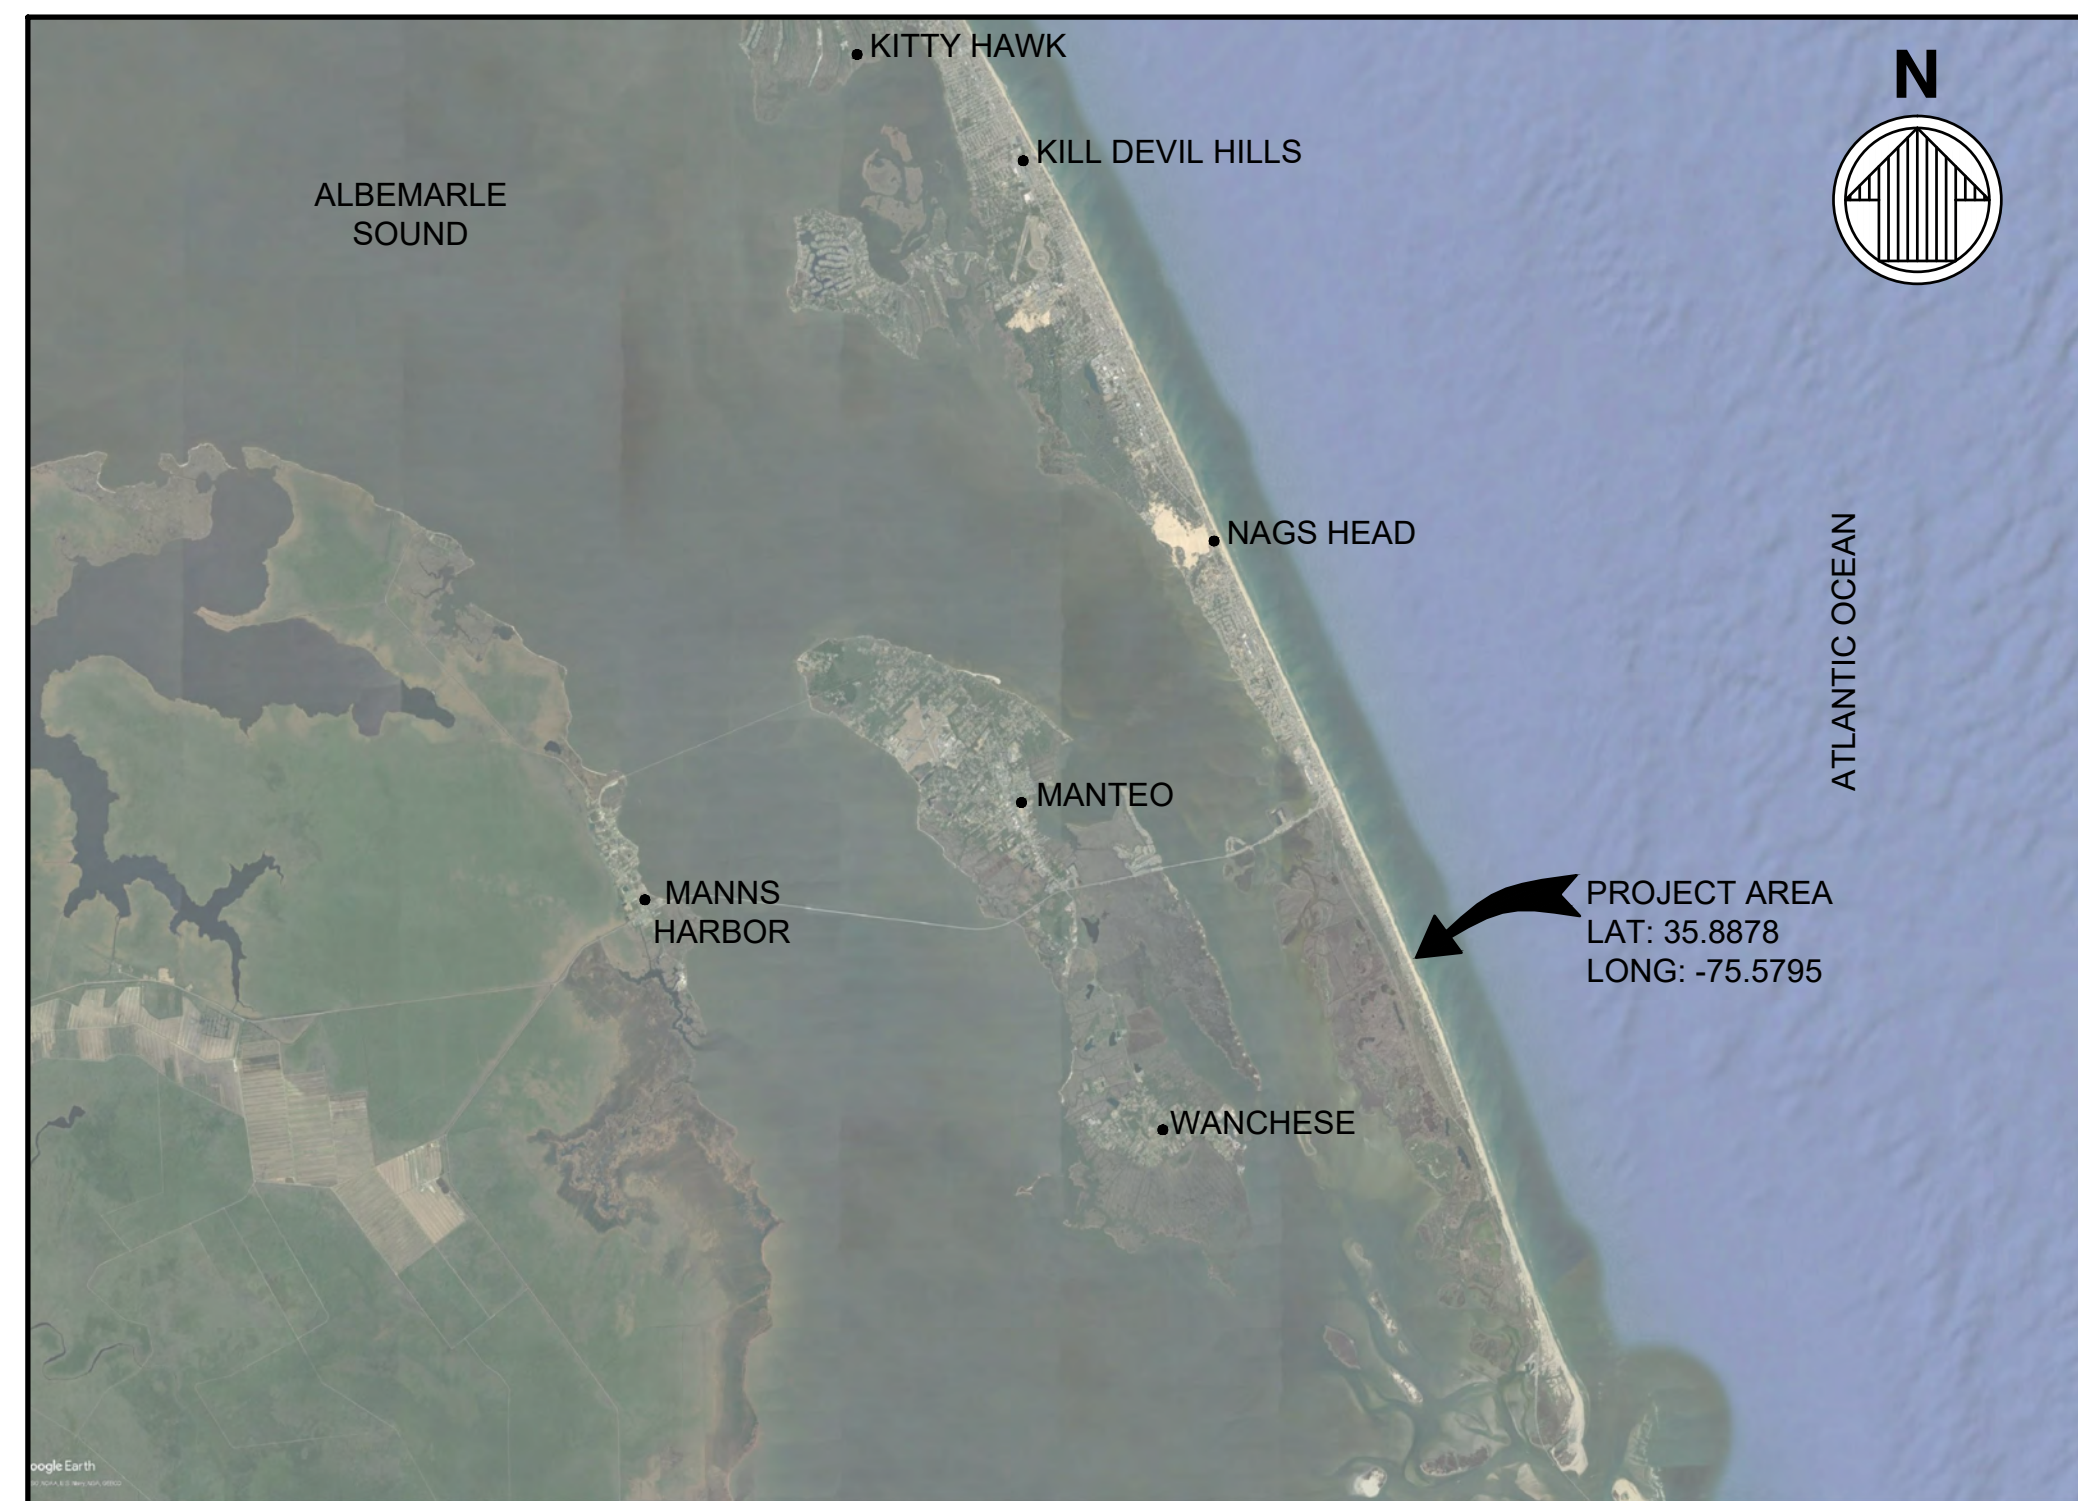 KITTY HAWK
N
KILL DEVIL HILLS
ALBEMARLE
SOUND
NAGS HEAD
ATLANTIC OCEAN
MANTEO
MANNS
HARBOR
PROJECT AREA
LAT: 35.8878
LONG: -75.5795
WANCHESE
oogle Earth